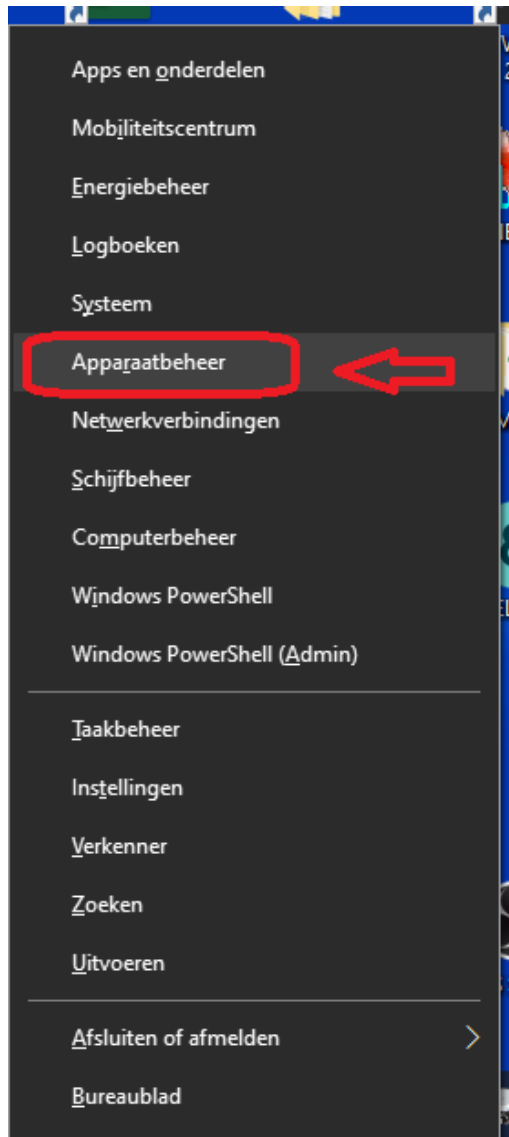 Apps en onderdelen
Mobiliteitscentrum
Energiebeheer
Logboeken
Systeem
Apparaatbeheer
Netwerkverbindingen
Schijfbeheer
Computerbeheer
Windows PowerShell
Windows PowerShell (Admin)
Taakbeheer
Instellingen
Verkenner
Zoeken
Uitvoeren
Afsluiten of afmelden
Bureaublad